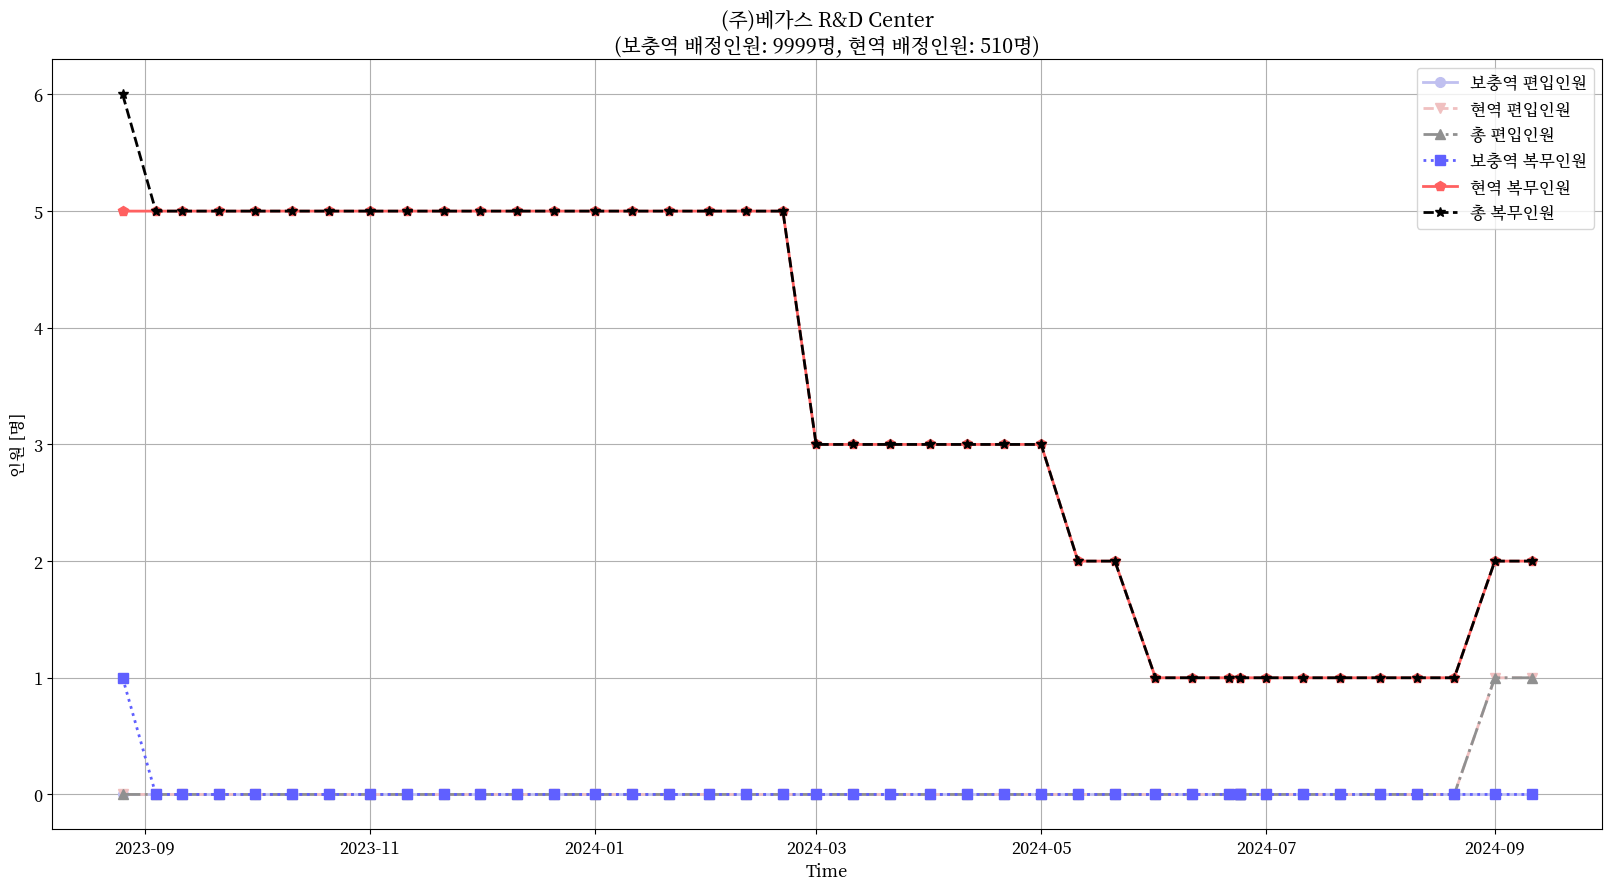 (주)베가스 R&D Center
(보충역 배정인원: 9999명, 현역 배정인원: 510명)
보충역 편입인원
현역 편입인원
총 편입인원
보충역 복무인원
현역 복무인원
총 복무인원
인원 [명]
6
5
4
3
2
1
0
2023-09
2023-11
2024-01
2024-03
2024-05
2024-07
2024-09
Time